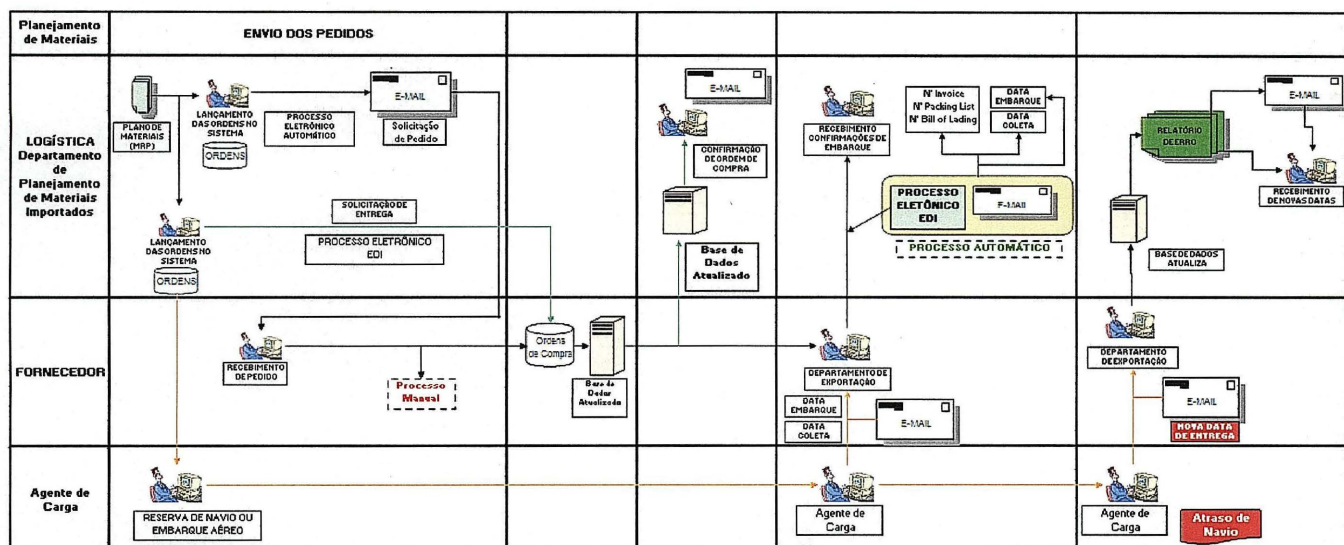 Planejamento
de Materiais
ENVIO DOS PEDIDOS
LOGÍSTICA
Departamento
de
Planejamento
de Materiais
Importados
PLANO DE
MATERIAIS
(MRP)
LANÇAMENTO
DAS ORDENS NO
SISTEMA
ORDENS
PROCESSO
ELETRÔNICO
AUTOMÁTICO
E-MAIL
Solicitação
de Pedido
LANÇAMENTO
DAS ORDENS NO
SISTEMA
ORDENS
SOLICITAÇÃO DE
ENTREGA
PROCESSO ELETRÔNICO
EDI
E-MAIL
CONFIRMAÇÃO
DE ORDEM DE
COMPRA
Base de
Dados
Atualizado
RECEBIMENTO
CONFIRMAÇÕES DE
EMBARQUE
N° Invoice
N° Packing List
N° Bill of Lading
DATA
EMBARQUE
DATA
COLETA
PROCESSO
ELETÔNICO
EDI
E-MAIL
PROCESSO AUTOMÁTICO
BASE DE DADOS
ATUALIZA
RELATÓRIO
DE ERRO
E-MAIL
RECEBIMENTO
DE NOVAS DATAS
FORNECEDOR
RECEBIMENTO
DE PEDIDO
Processo
Manual
Ordens
de Compra
Base de
Dados
Atualizado
DEPARTAMENTO DE
EXPORTAÇÃO
DATA
EMBARQUE
DATA
COLETA
E-MAIL
DEPARTAMENTO
DE EXPORTAÇÃO
E-MAIL
NOVA DATA
DE ENTREGA
Agente de
Carga
RESERVA DE NAVIO OU
EMBARQUE AÉREO
Agente de
Carga
Agente de
Carga
Atraso de
Navio